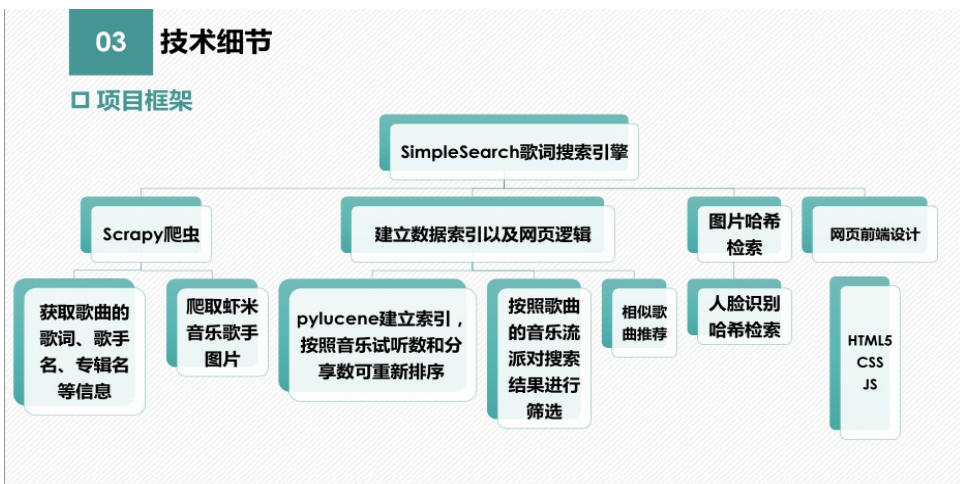 03
技术细节
项目框架
SimpleSearch歌词搜索引擎
Scrapy爬虫
建立数据索引以及网页逻辑
图片哈希
检索
网页前端设计
获取歌曲的
歌词、歌手
名、专辑名
等信息
爬取虾米
音乐歌手
图片
pylucene建立索引，
按照音乐试听数和分
享数可重新排序
按照歌曲
的音乐流
派对搜索
结果进行
筛选
相似歌
曲推荐
人脸识别
哈希检索
HTML5
CSS
JS